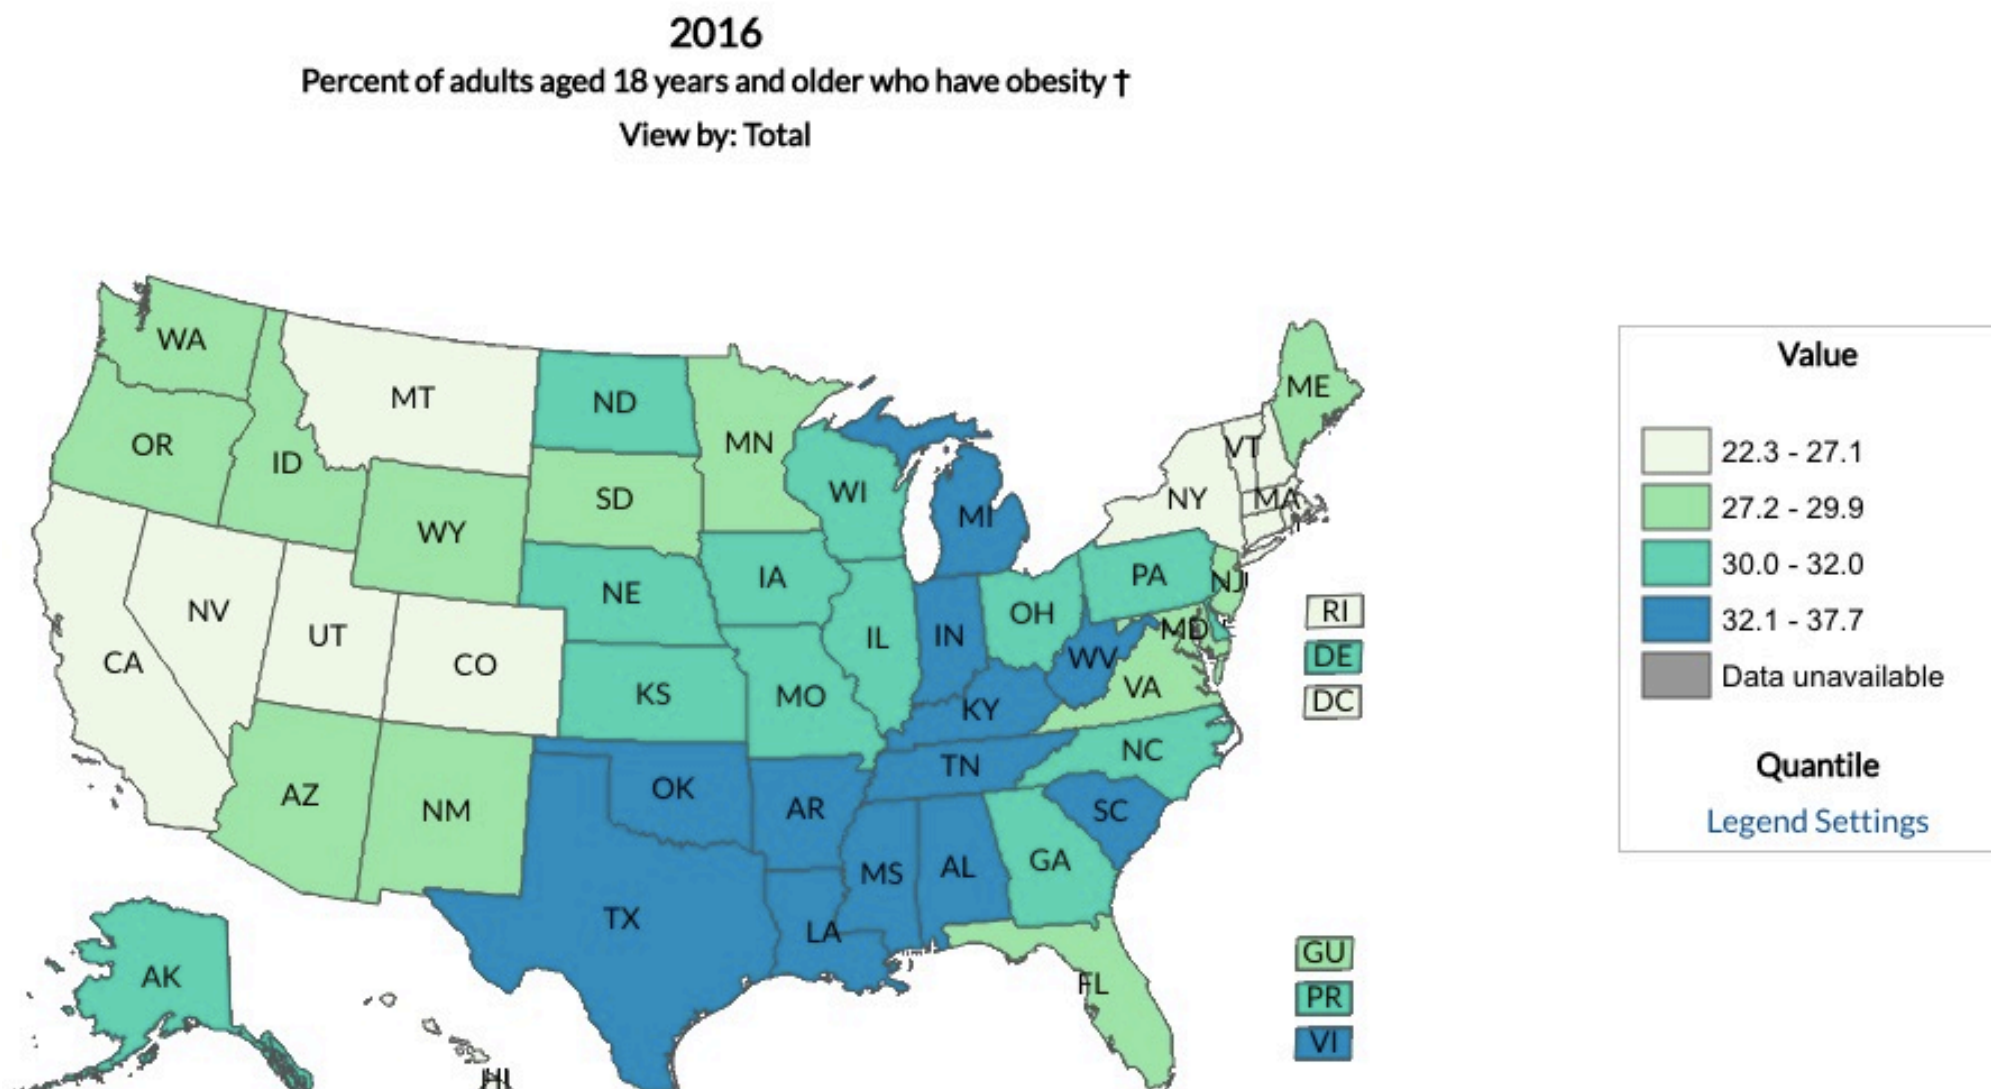 2016
Percent of adults aged 18 years and older who have obesity †
View by: Total
WA
MT
ND
MN
ME
OR
ID
SD
WI
VT
WY
MI
NY
MA
NV
UT
CO
NE
IA
PA
NJ
CA
KS
MO
IL
IN
OH
MD
WV
VA
KY
AZ
NM
OK
AR
TN
NC
SC
TX
LA
MS
AL
GA
FL
AK
HI
RI
DE
DC
GU
PR
VI
Value
22.3 - 27.1
27.2 - 29.9
30.0 - 32.0
32.1 - 37.7
Data unavailable
Quantile
Legend Settings